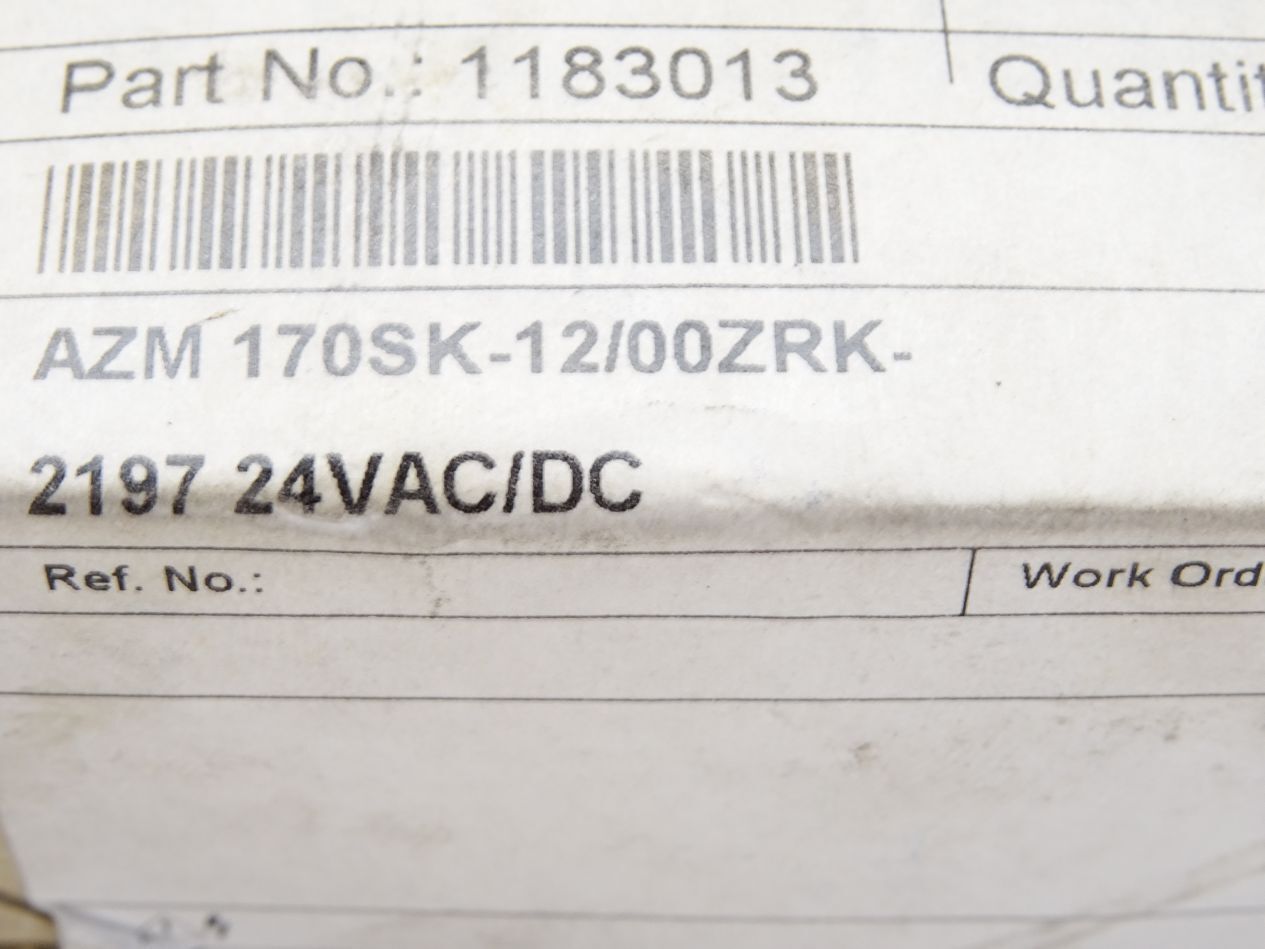 Part No.: 1183013 Quantit
AZM 170SK-12/00ZRK-
2197 24VAC/DC
Ref. No.: Work Ord